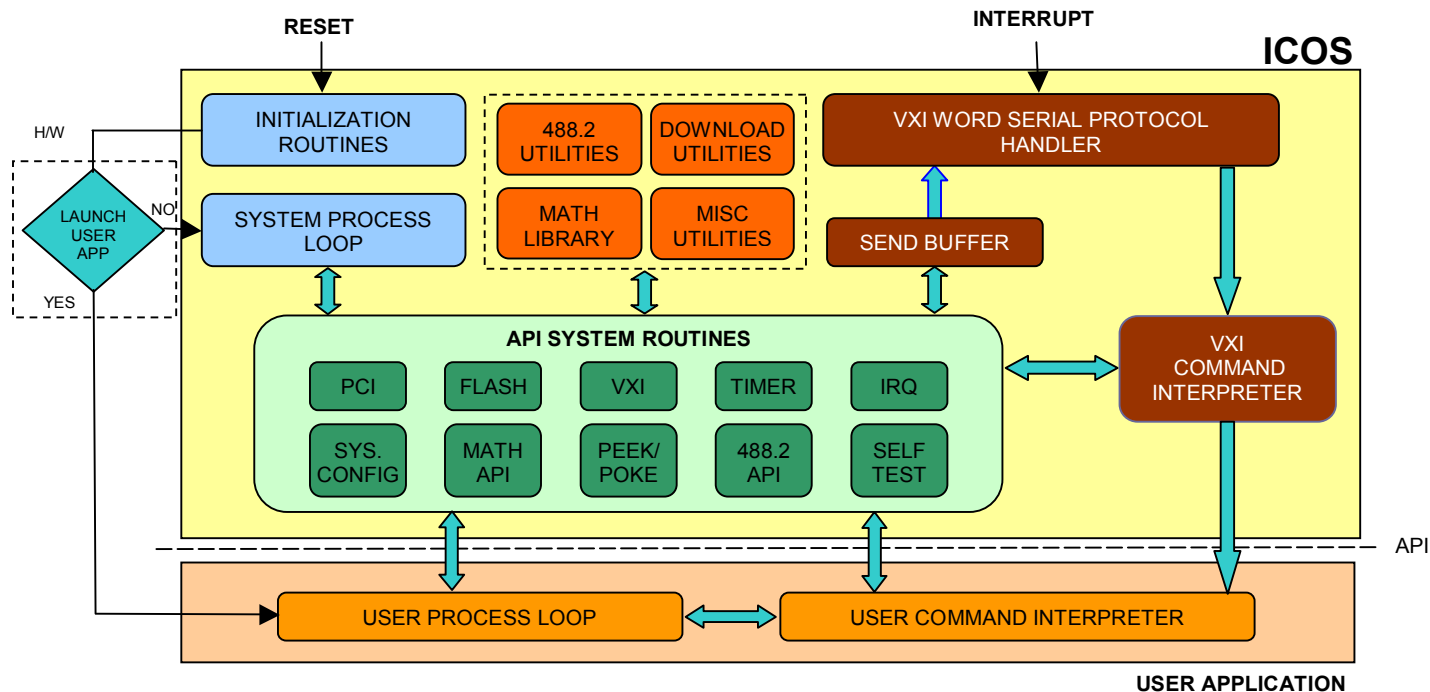 RESET
INTERRUPT
ICOS
H/W
INITIALIZATION
ROUTINES
488.2
UTILITIES
DOWNLOAD
UTILITIES
VXI WORD SERIAL PROTOCOL
HANDLER
LAUNCH
USER
APP
NO
YES
SYSTEM PROCESS
LOOP
MATH
LIBRARY
MISC
UTILITIES
SEND BUFFER
API SYSTEM ROUTINES
PCI
FLASH
VXI
TIMER
IRQ
SYS.
CONFIG
MATH
API
PEEK/
POKE
488.2
API
SELF
TEST
VXI
COMMAND
INTERPRETER
API
USER PROCESS LOOP
USER COMMAND INTERPRETER
USER APPLICATION